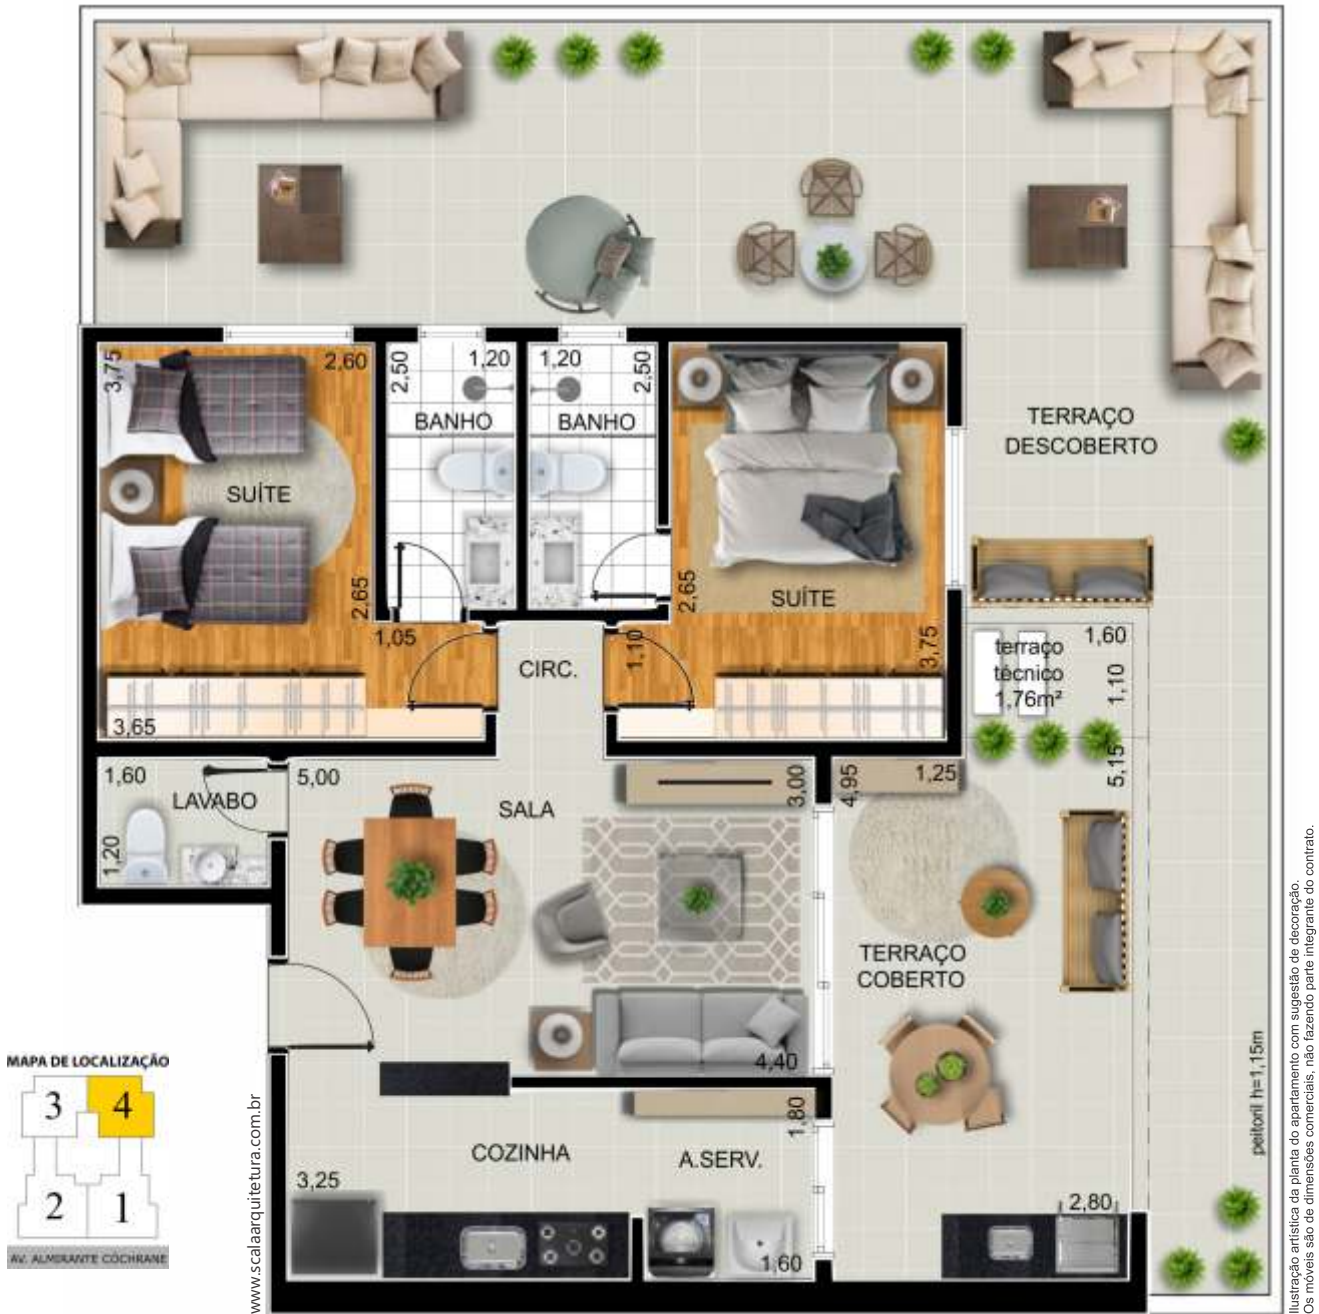 3,75
2,60
2,50
1,20
1,20
2,50
BANHO
BANHO
TERRAÇO
DESCOBERTO
SUÍTE
2,65
2,65
SUÍTE
1,05
CIRC.
1,10
3,75
terraço
técnico
1,76m²
1,60
1,10
3,65
1,60
LAVABO
1,20
5,00
SALA
3,00
4,95
1,25
5,15
TERRAÇO
COBERTO
4,40
1,80
COZINHA
A.SERV.
3,25
1,60
2,80
peitoril h=1,15m
MAPA DE LOCALIZAÇÃO
3
4
2
1
AV. ALMIRANTE COCHRANE
www.scalaarquitetura.com.br
Ilustração artística da planta do apartamento com sugestão de decoração.
Os móveis são de dimensões comerciais, não fazendo parte integrante do contrato.